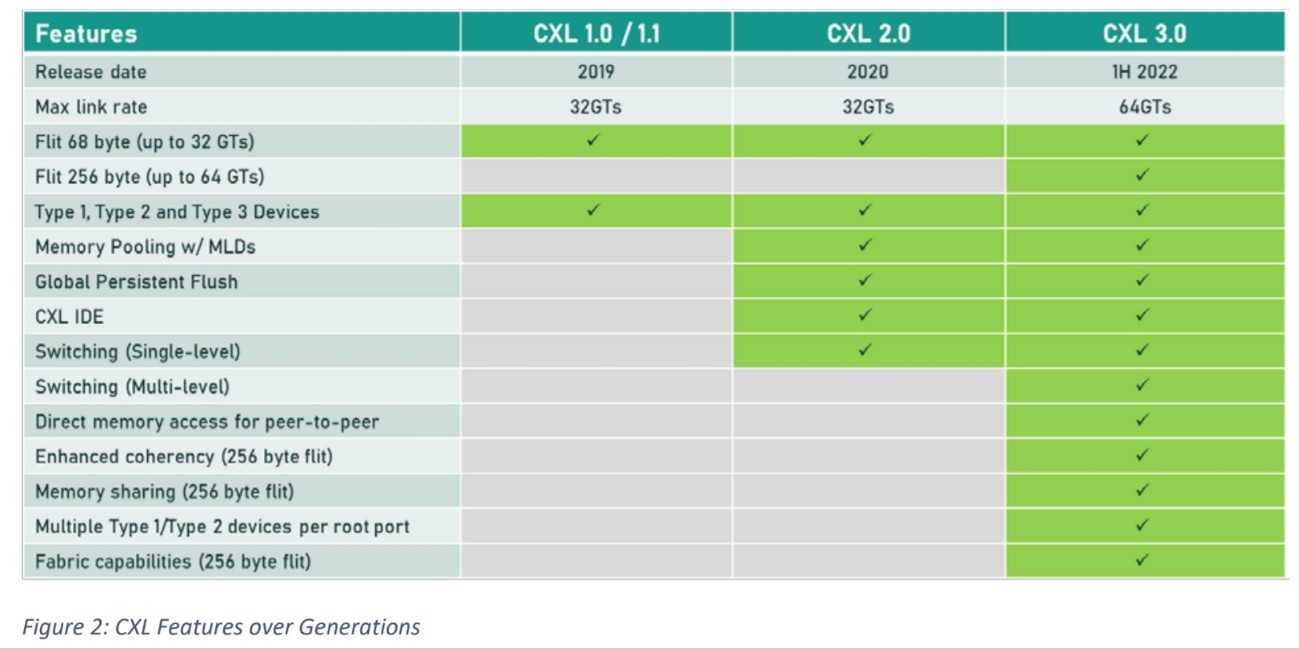 Features CXL 1.0 / 1.1 CXL 2.0 CXL 3.0
Release date 2019 2020 1H 2022
Max link rate 32GTs 32GTs 64GTs
Flit 68 byte (up to 32 GTs) ✓ ✓ ✓
Flit 256 byte (up to 64 GTs) ✓
Type 1, Type 2 and Type 3 Devices ✓ ✓ ✓
Memory Pooling w/ MLDs ✓ ✓
Global Persistent Flush ✓ ✓
CXL IDE ✓ ✓
Switching (Single-level) ✓ ✓
Switching (Multi-level) ✓
Direct memory access for peer-to-peer ✓
Enhanced coherency (256 byte flit) ✓
Memory sharing (256 byte flit) ✓
Multiple Type 1/Type 2 devices per root port ✓
Fabric capabilities (256 byte flit) ✓
Figure 2: CXL Features over Generations